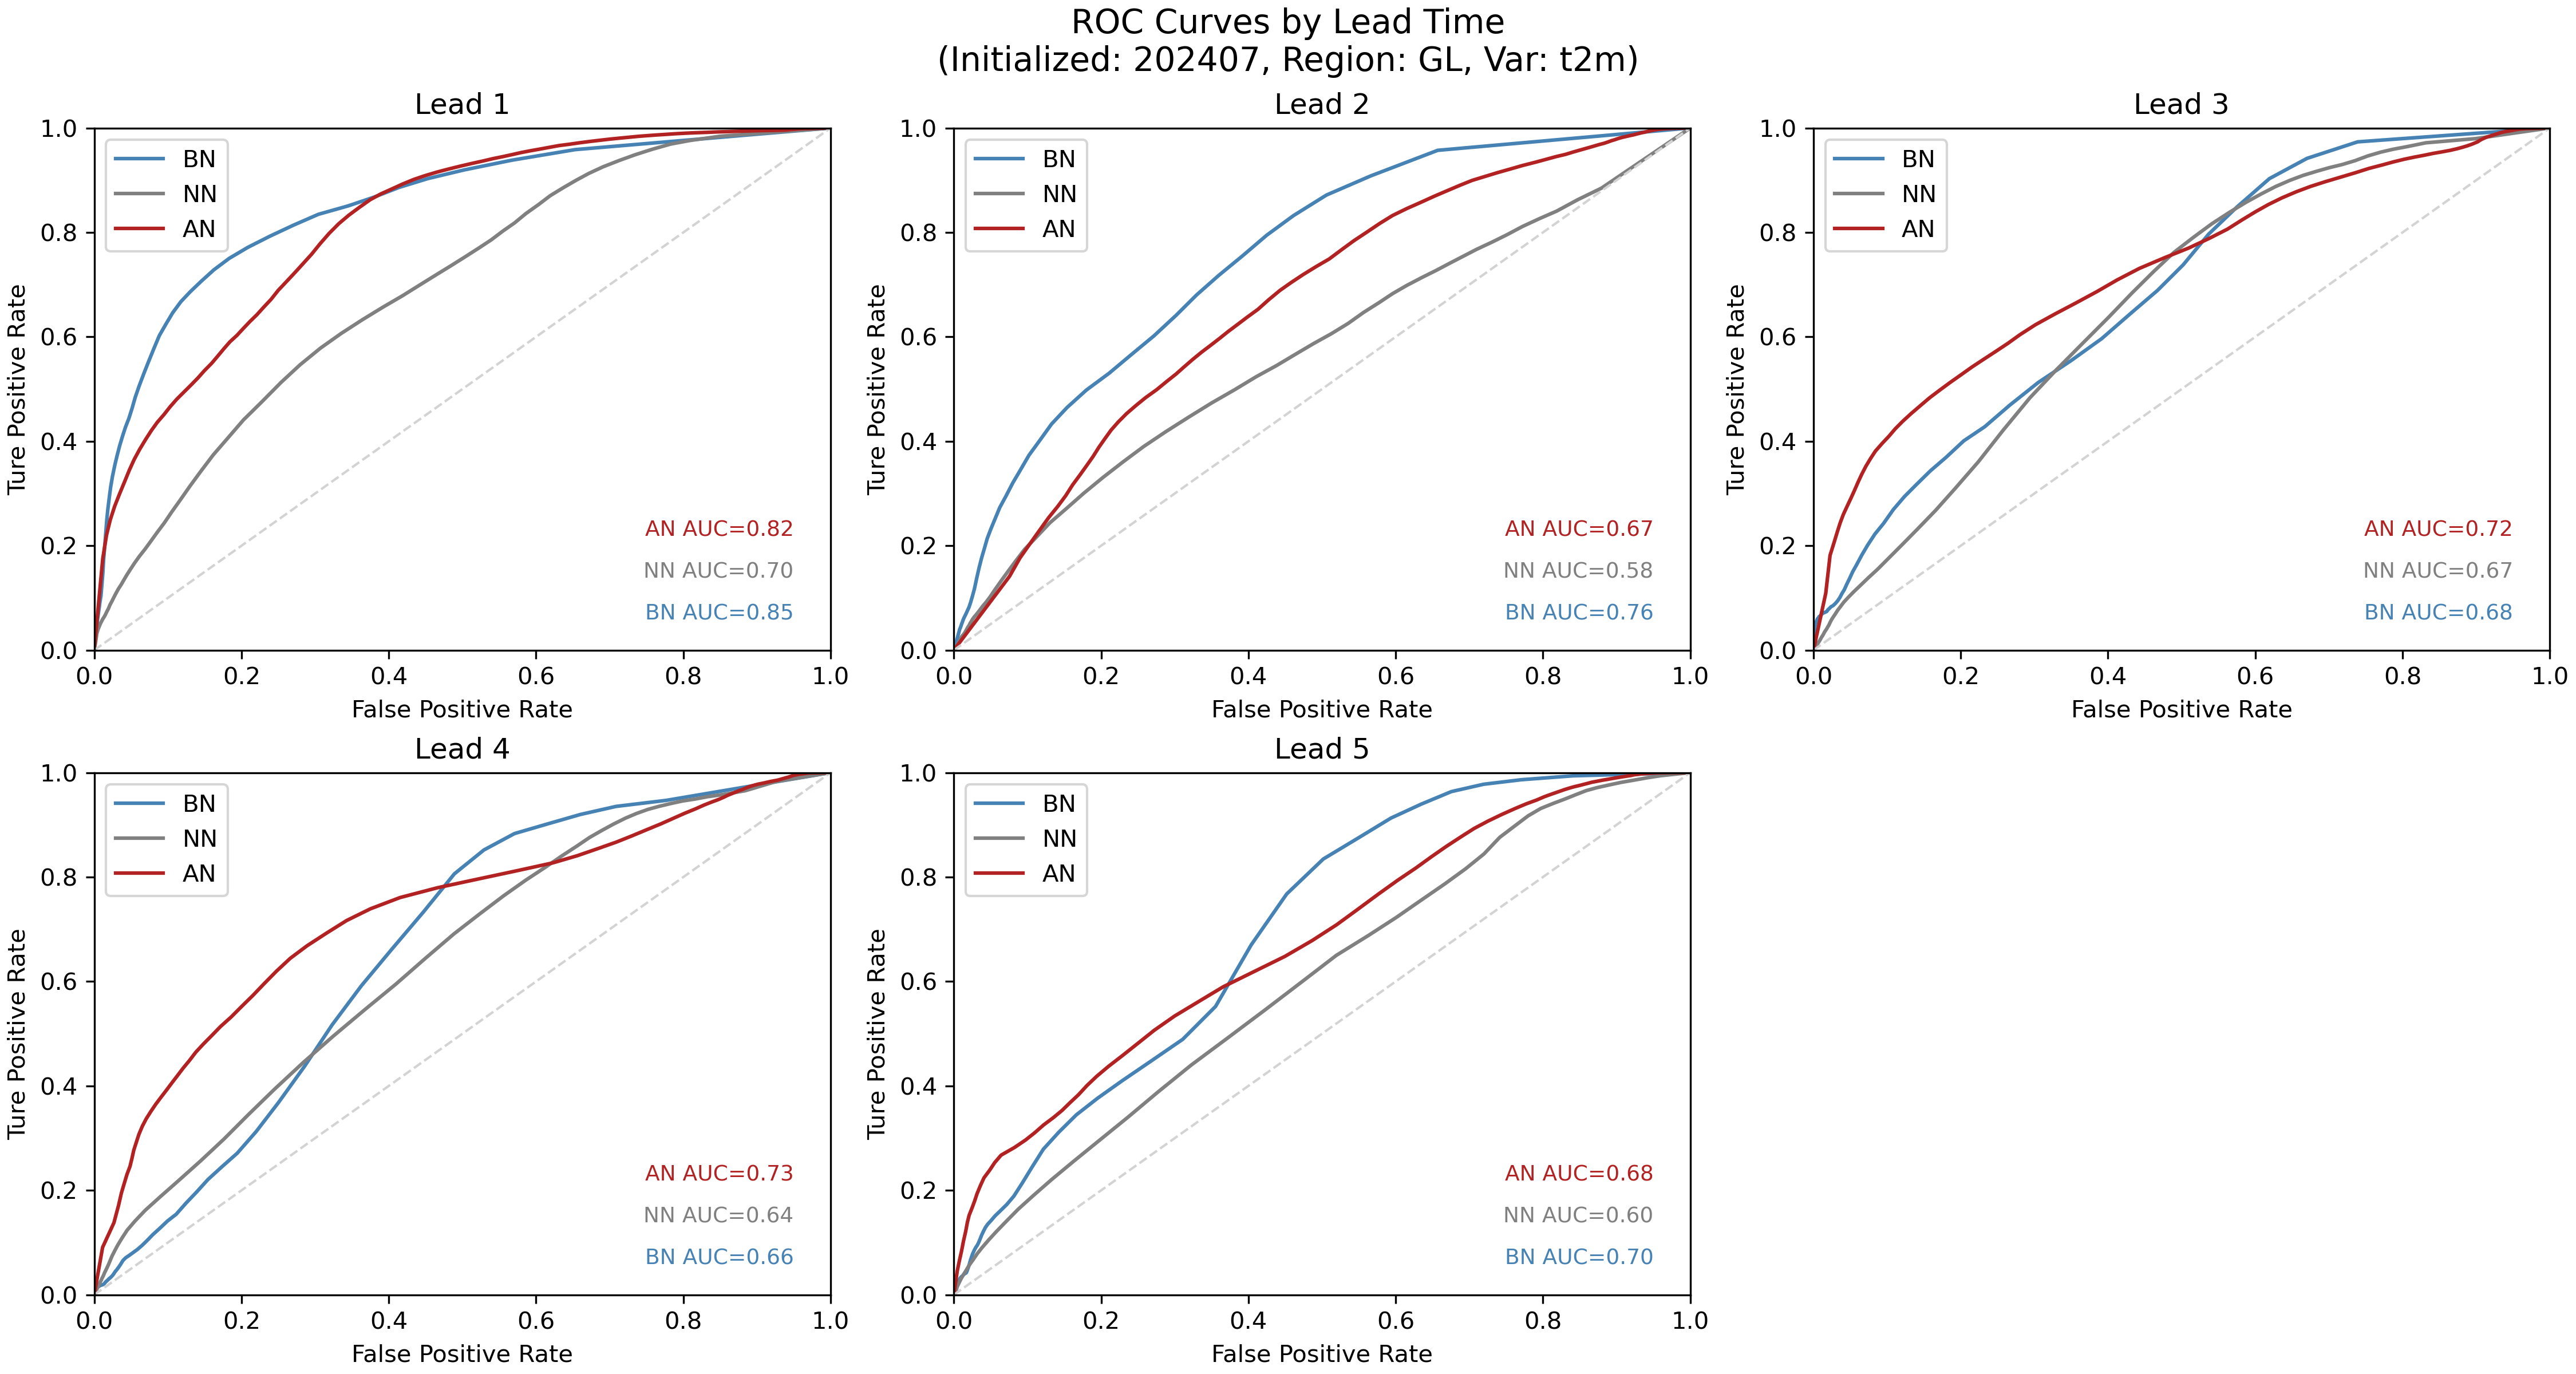 ROC Curves by Lead Time
(Initialized: 202407, Region: GL, Var: t2m)
Lead 1
1.0
0.8
0.6
0.4
0.2
0.0
Ture Positive Rate
BN
NN
AN
AN AUC=0.82
NN AUC=0.70
BN AUC=0.85
0.0 0.2 0.4 0.6 0.8 1.0
False Positive Rate
Lead 2
1.0
0.8
0.6
0.4
0.2
0.0
Ture Positive Rate
BN
NN
AN
AN AUC=0.67
NN AUC=0.58
BN AUC=0.76
0.0 0.2 0.4 0.6 0.8 1.0
False Positive Rate
Lead 3
1.0
0.8
0.6
0.4
0.2
0.0
Ture Positive Rate
BN
NN
AN
AN AUC=0.72
NN AUC=0.67
BN AUC=0.68
0.0 0.2 0.4 0.6 0.8 1.0
False Positive Rate
Lead 4
1.0
0.8
0.6
0.4
0.2
0.0
Ture Positive Rate
BN
NN
AN
AN AUC=0.73
NN AUC=0.64
BN AUC=0.66
0.0 0.2 0.4 0.6 0.8 1.0
False Positive Rate
Lead 5
1.0
0.8
0.6
0.4
0.2
0.0
Ture Positive Rate
BN
NN
AN
AN AUC=0.68
NN AUC=0.60
BN AUC=0.70
0.0 0.2 0.4 0.6 0.8 1.0
False Positive Rate